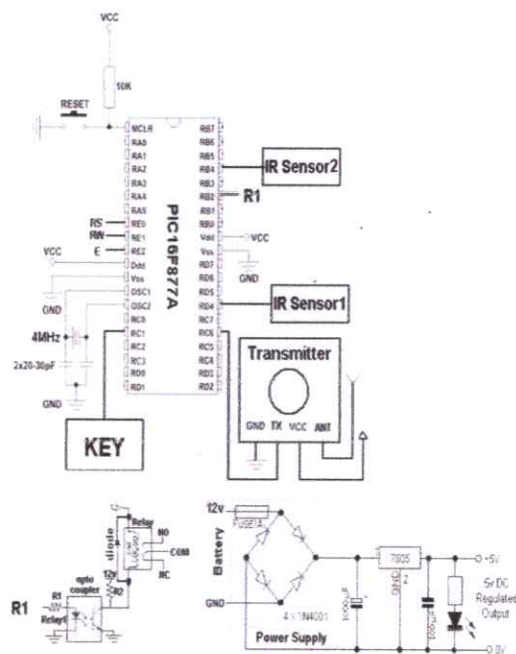 VCC
10K
RESET
MCLR
RA0
RA1
RA2
RA3
RA4
RA5
RS RE0
RW RE1
E RE2
VCC
Vss
GND
OSC1
OSC2
4MHz
RC0
RC1
RC2
2x20-30pF
RC3
RD0
RD1
GND
PIC16F877A
RB7
RB6
RB5
RB4 IR Sensor2
RB3
RB2 R1
RB1
RB0
Vdd VCC
Vss
RD7 GND
RD6
RD5
RD4 IR Sensor1
RC7
RC6
RC5
RC4
RD3
RD2
Transmitter
GND TX VCC ANT
KEY
Relay
NO
COM
NC
diode
12v
R2
opto
coupler
R1
R1
Relay1
12v
FUSE1A
Battery
GND
4 X 1N4001
Power Supply
1000uF
7805
GND
2
+5V
5v DC
Regulated
Output
0V